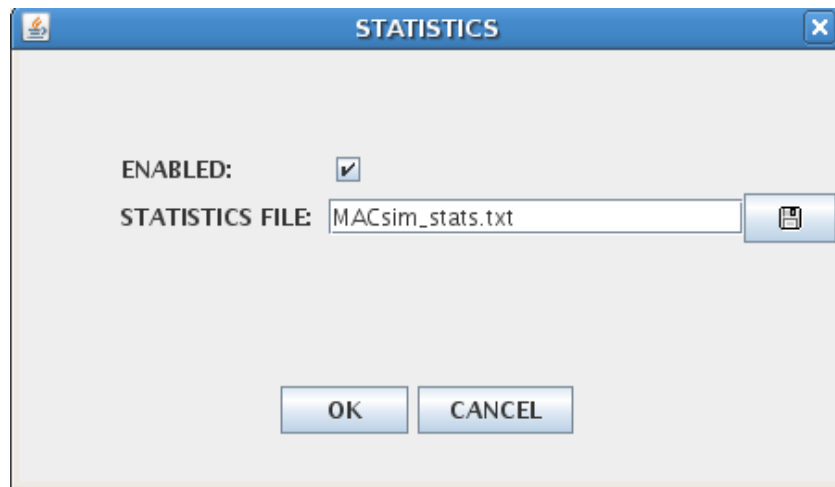 STATISTICS
ENABLED:
STATISTICS FILE: MACsim_stats.txt
OK CANCEL